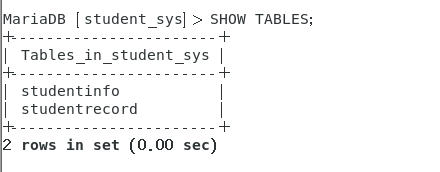 MariaDB [student_sys]> SHOW TABLES;
+-----------------------+
| Tables_in_student_sys |
+-----------------------+
| studentinfo           |
| studentrecord         |
+-----------------------+
2 rows in set (0.00 sec)